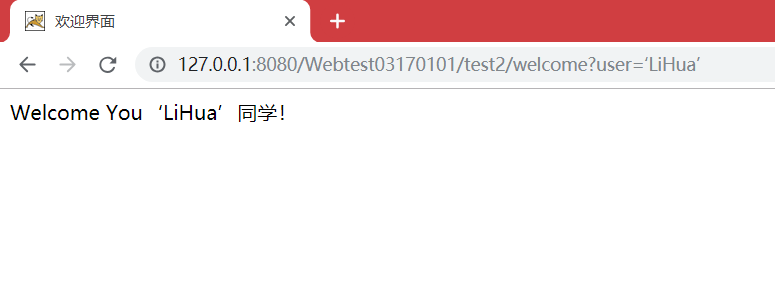 欢迎界面
127.0.0.1:8080/Webtest03170101/test2/welcome?user=‘LiHua’
Welcome You‘LiHua’同学!